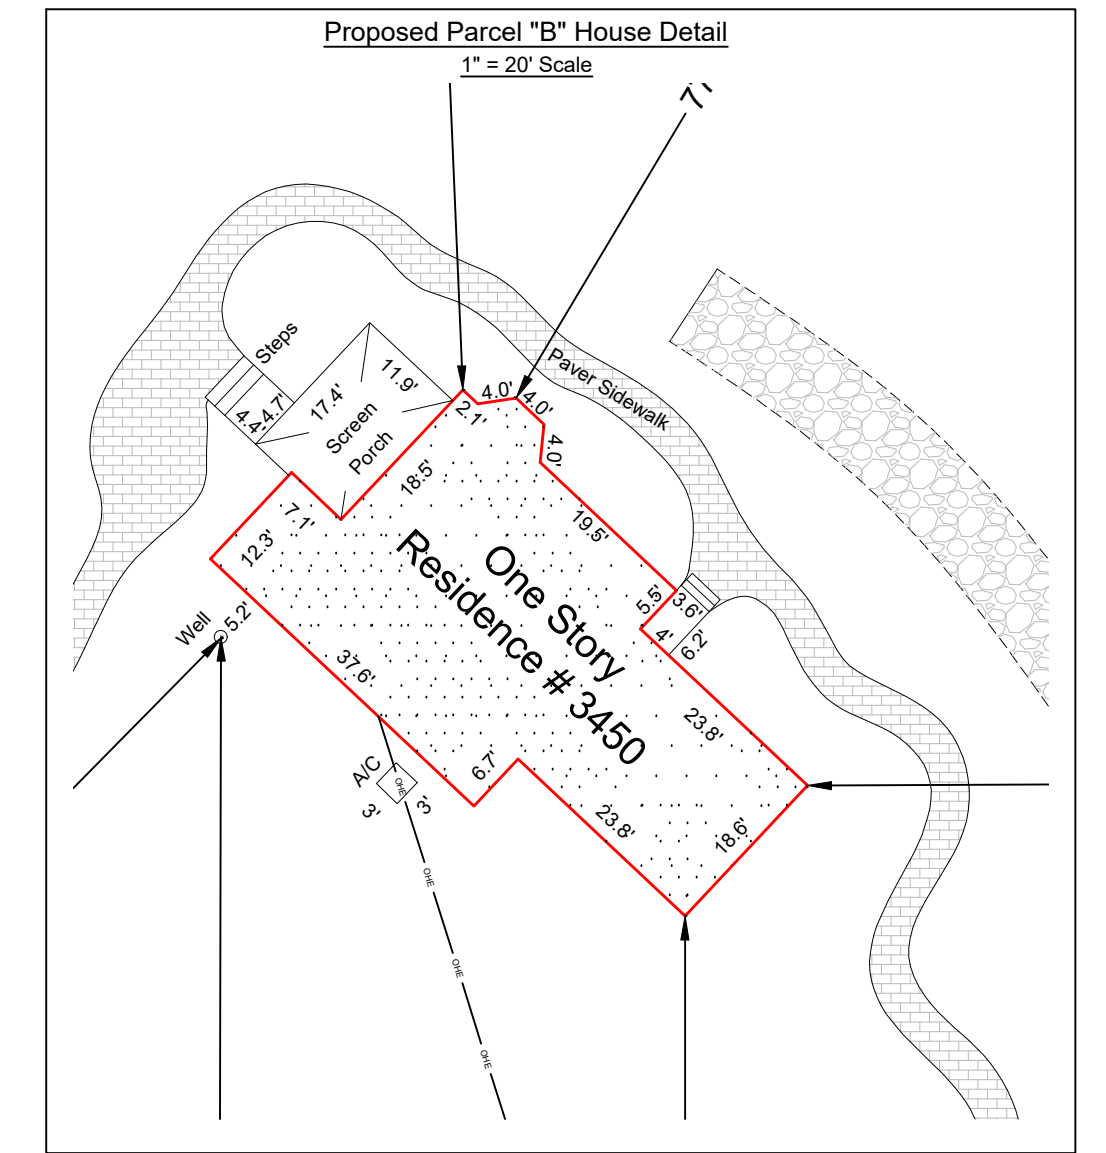 Proposed Parcel "B" House Detail
1" = 20' Scale
Steps
4.4'
4.7'
17.4'
11.9'
Screen
Porch
4.0'
2.1'
4.0'
4.0'
Paver Sidewalk
18.5'
7.1'
12.3'
19.5'
One Story
Residence # 3450
5.5'
3.6'
4'
6.2'
Well
5.2'
37.6'
23.8'
A/C
OHE
3'
3'
6.7'
23.8'
18.6'
OHE
OHE
OHE